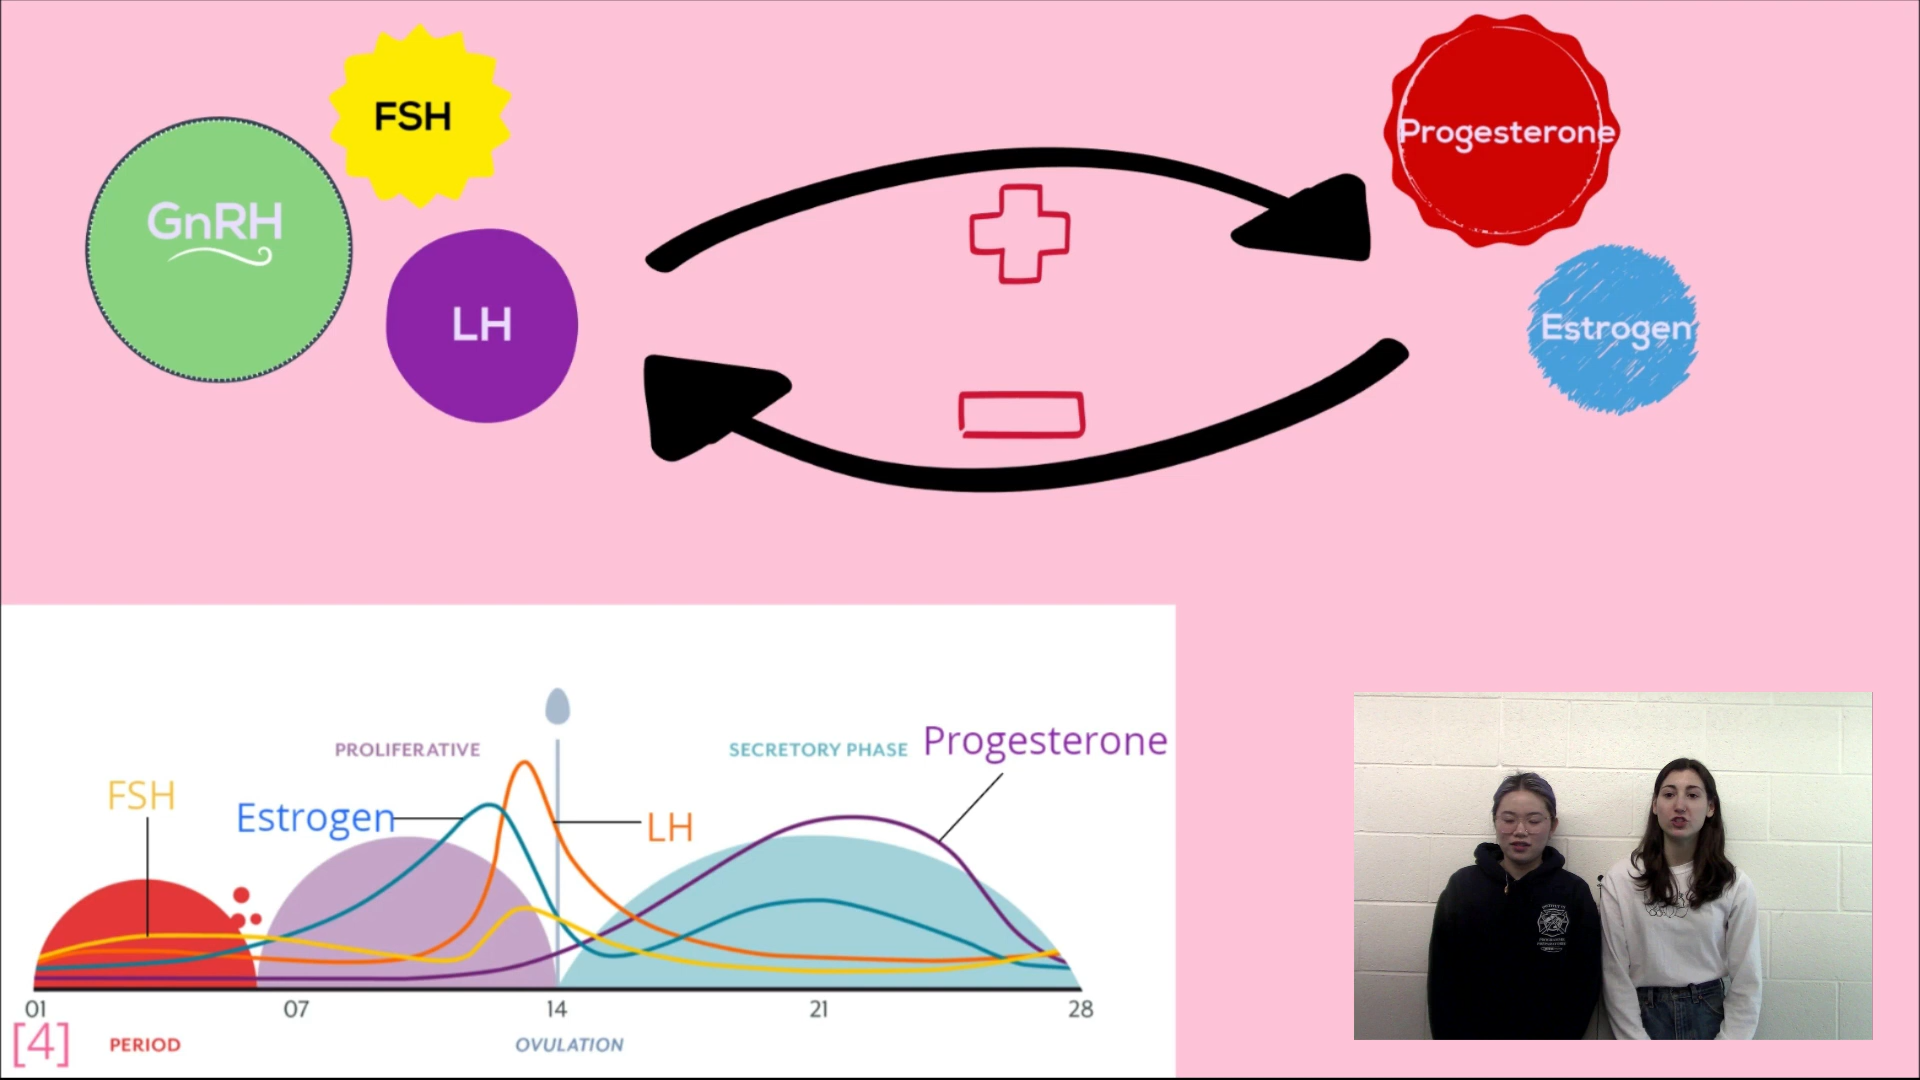 FSH
GnRH
LH
Progesterone
Estrogen
PROLIFERATIVE
SECRETORY PHASE
Progesterone
FSH
Estrogen
LH
01
07
14
21
28
[4]
PERIOD
OVULATION